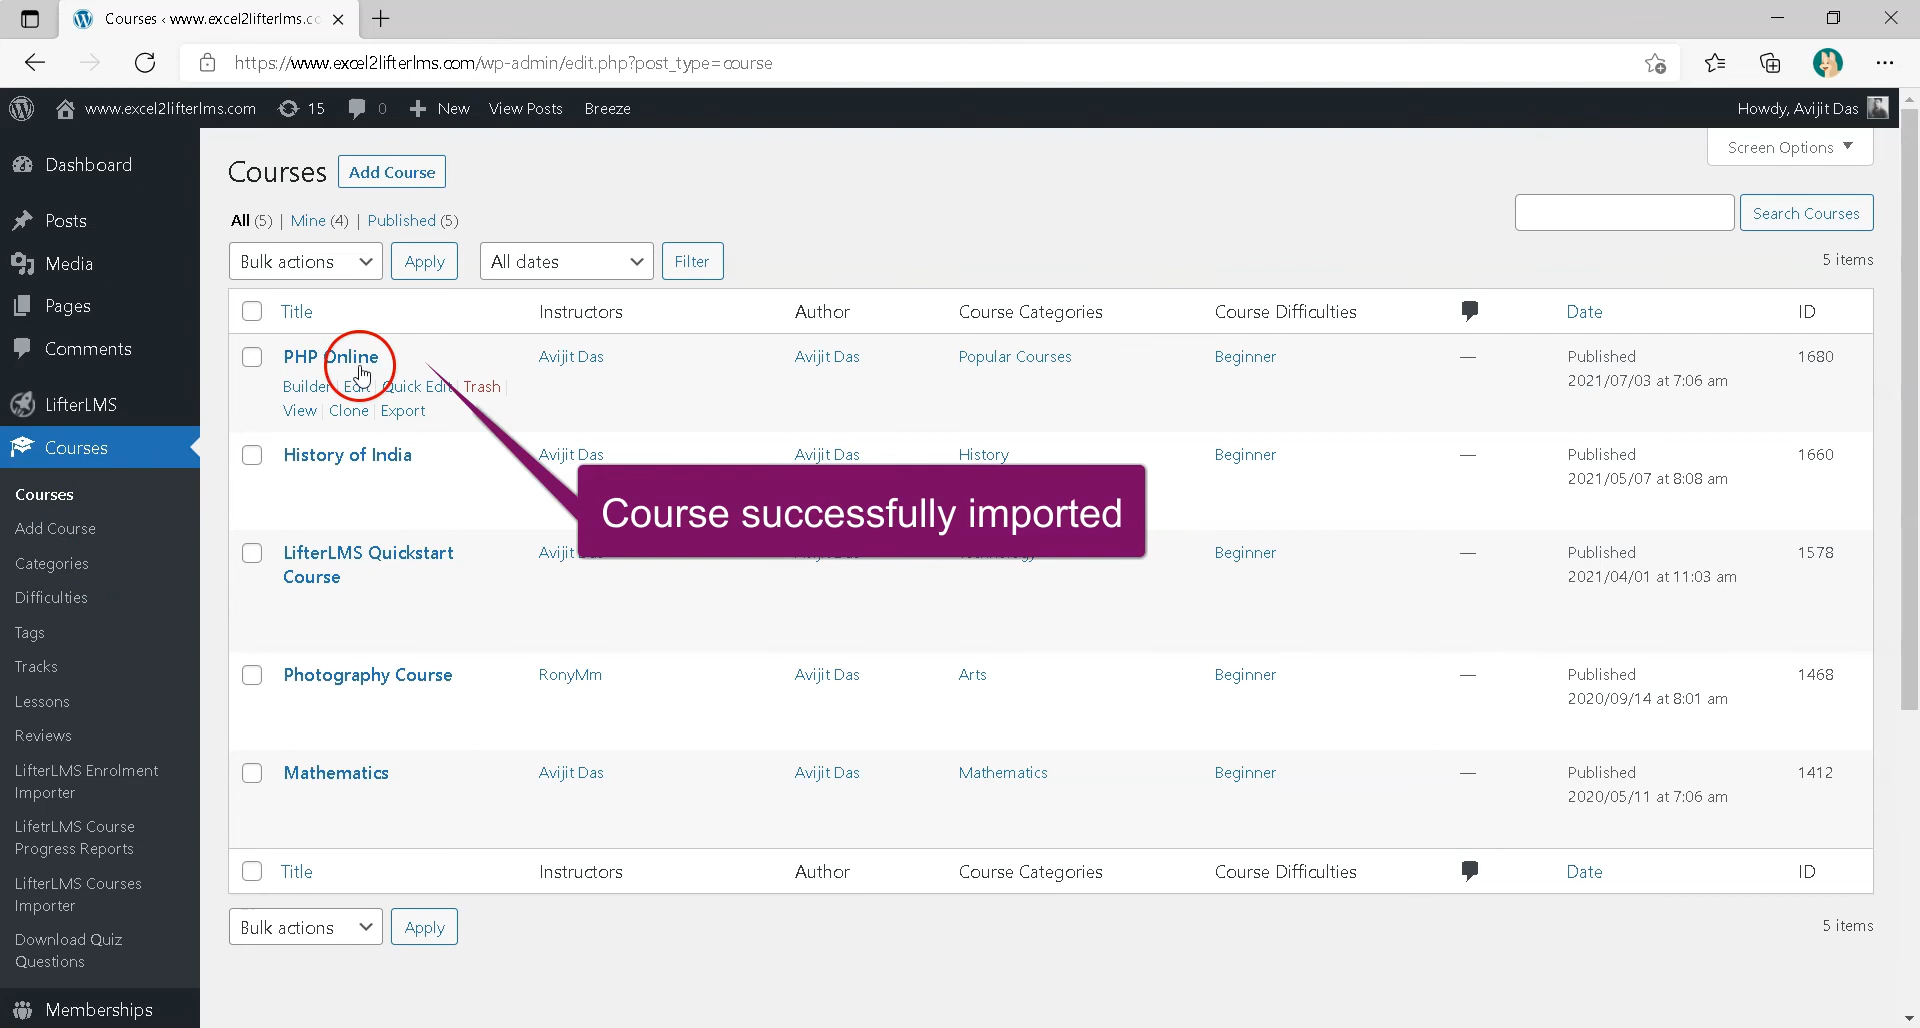 Courses ‹ www.excel2lifterlms.co
https://www.excel2lifterlms.com/wp-admin/edit.php?post_type=course
www.excel2lifterlms.com 15 0 New View Posts Breeze Howdy, Avijit Das
Dashboard
Posts
Media
Pages
Comments
LifterLMS
Courses
Courses
Add Course
Categories
Difficulties
Tags
Tracks
Lessons
Reviews
LifterLMS Enrolment
Importer
LifetrLMS Course
Progress Reports
LifterLMS Courses
Importer
Download Quiz
Questions
Memberships
Screen Options
Courses Add Course
All (5) | Mine (4) | Published (5)
Search Courses
Bulk actions Apply All dates Filter 5 items
Title Instructors Author Course Categories Course Difficulties Date ID
PHP Online Avijit Das Avijit Das Popular Courses Beginner — Published 1680
2021/07/03 at 7:06 am
Builder | Edit | Quick Edit | Trash |
View | Clone | Export
History of India Avijit Das Avijit Das History Beginner — Published 1660
2021/05/07 at 8:08 am
Course successfully imported
LifterLMS Quickstart Avijit Beginner — Published 1578
Course 2021/04/01 at 11:03 am
Photography Course RonyMm Avijit Das Arts Beginner — Published 1468
2020/09/14 at 8:01 am
Mathematics Avijit Das Avijit Das Mathematics Beginner — Published 1412
2020/05/11 at 7:06 am
Title Instructors Author Course Categories Course Difficulties Date ID
Bulk actions Apply 5 items